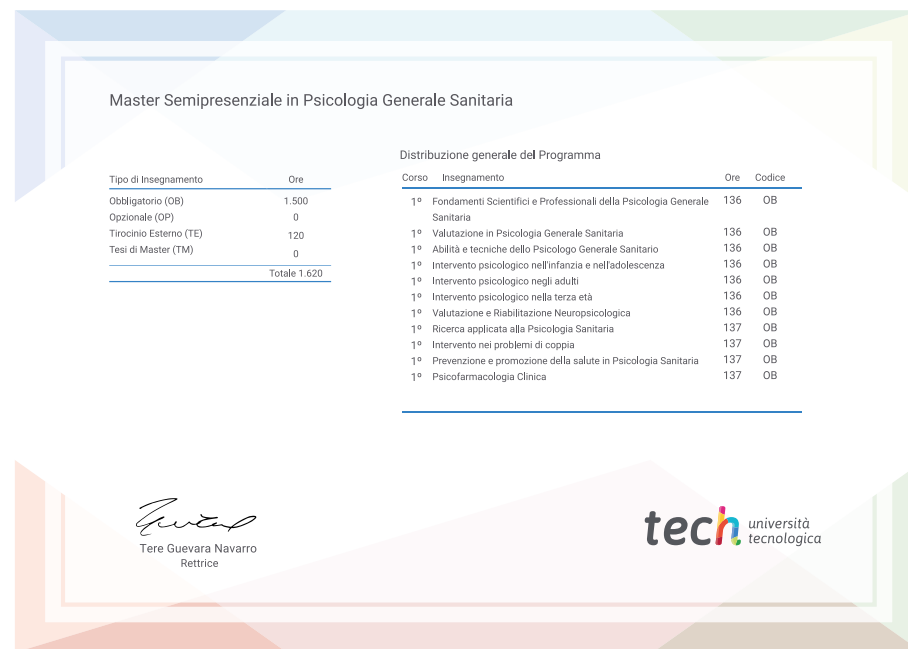 Master Semipresenziale in Psicologia Generale Sanitaria
Tipo di Insegnamento Ore
Obbligatorio (OB) 1.500
Opzionale (OP) 0
Tirocinio Esterno (TE) 120
Tesi di Master (TM) 0
Totale 1.620
Distribuzione generale del Programma
Corso Insegnamento Ore Codice
1º Fondamenti Scientifici e Professionali della Psicologia Generale 136 OB
Sanitaria
1º Valutazione in Psicologia Generale Sanitaria 136 OB
1º Abilità e tecniche dello Psicologo Generale Sanitario 136 OB
1º Intervento psicologico nell'infanzia e nell'adolescenza 136 OB
1º Intervento psicologico negli adulti 136 OB
1º Intervento psicologico nella terza età 136 OB
1º Valutazione e Riabilitazione Neuropsicologica 136 OB
1º Ricerca applicata alla Psicologia Sanitaria 137 OB
1º Intervento nei problemi di coppia 137 OB
1º Prevenzione e promozione della salute in Psicologia Sanitaria 137 OB
1º Psicofarmacologia Clinica 137 OB
Tere Guevara Navarro
Rettrice
tech università
tecnologica